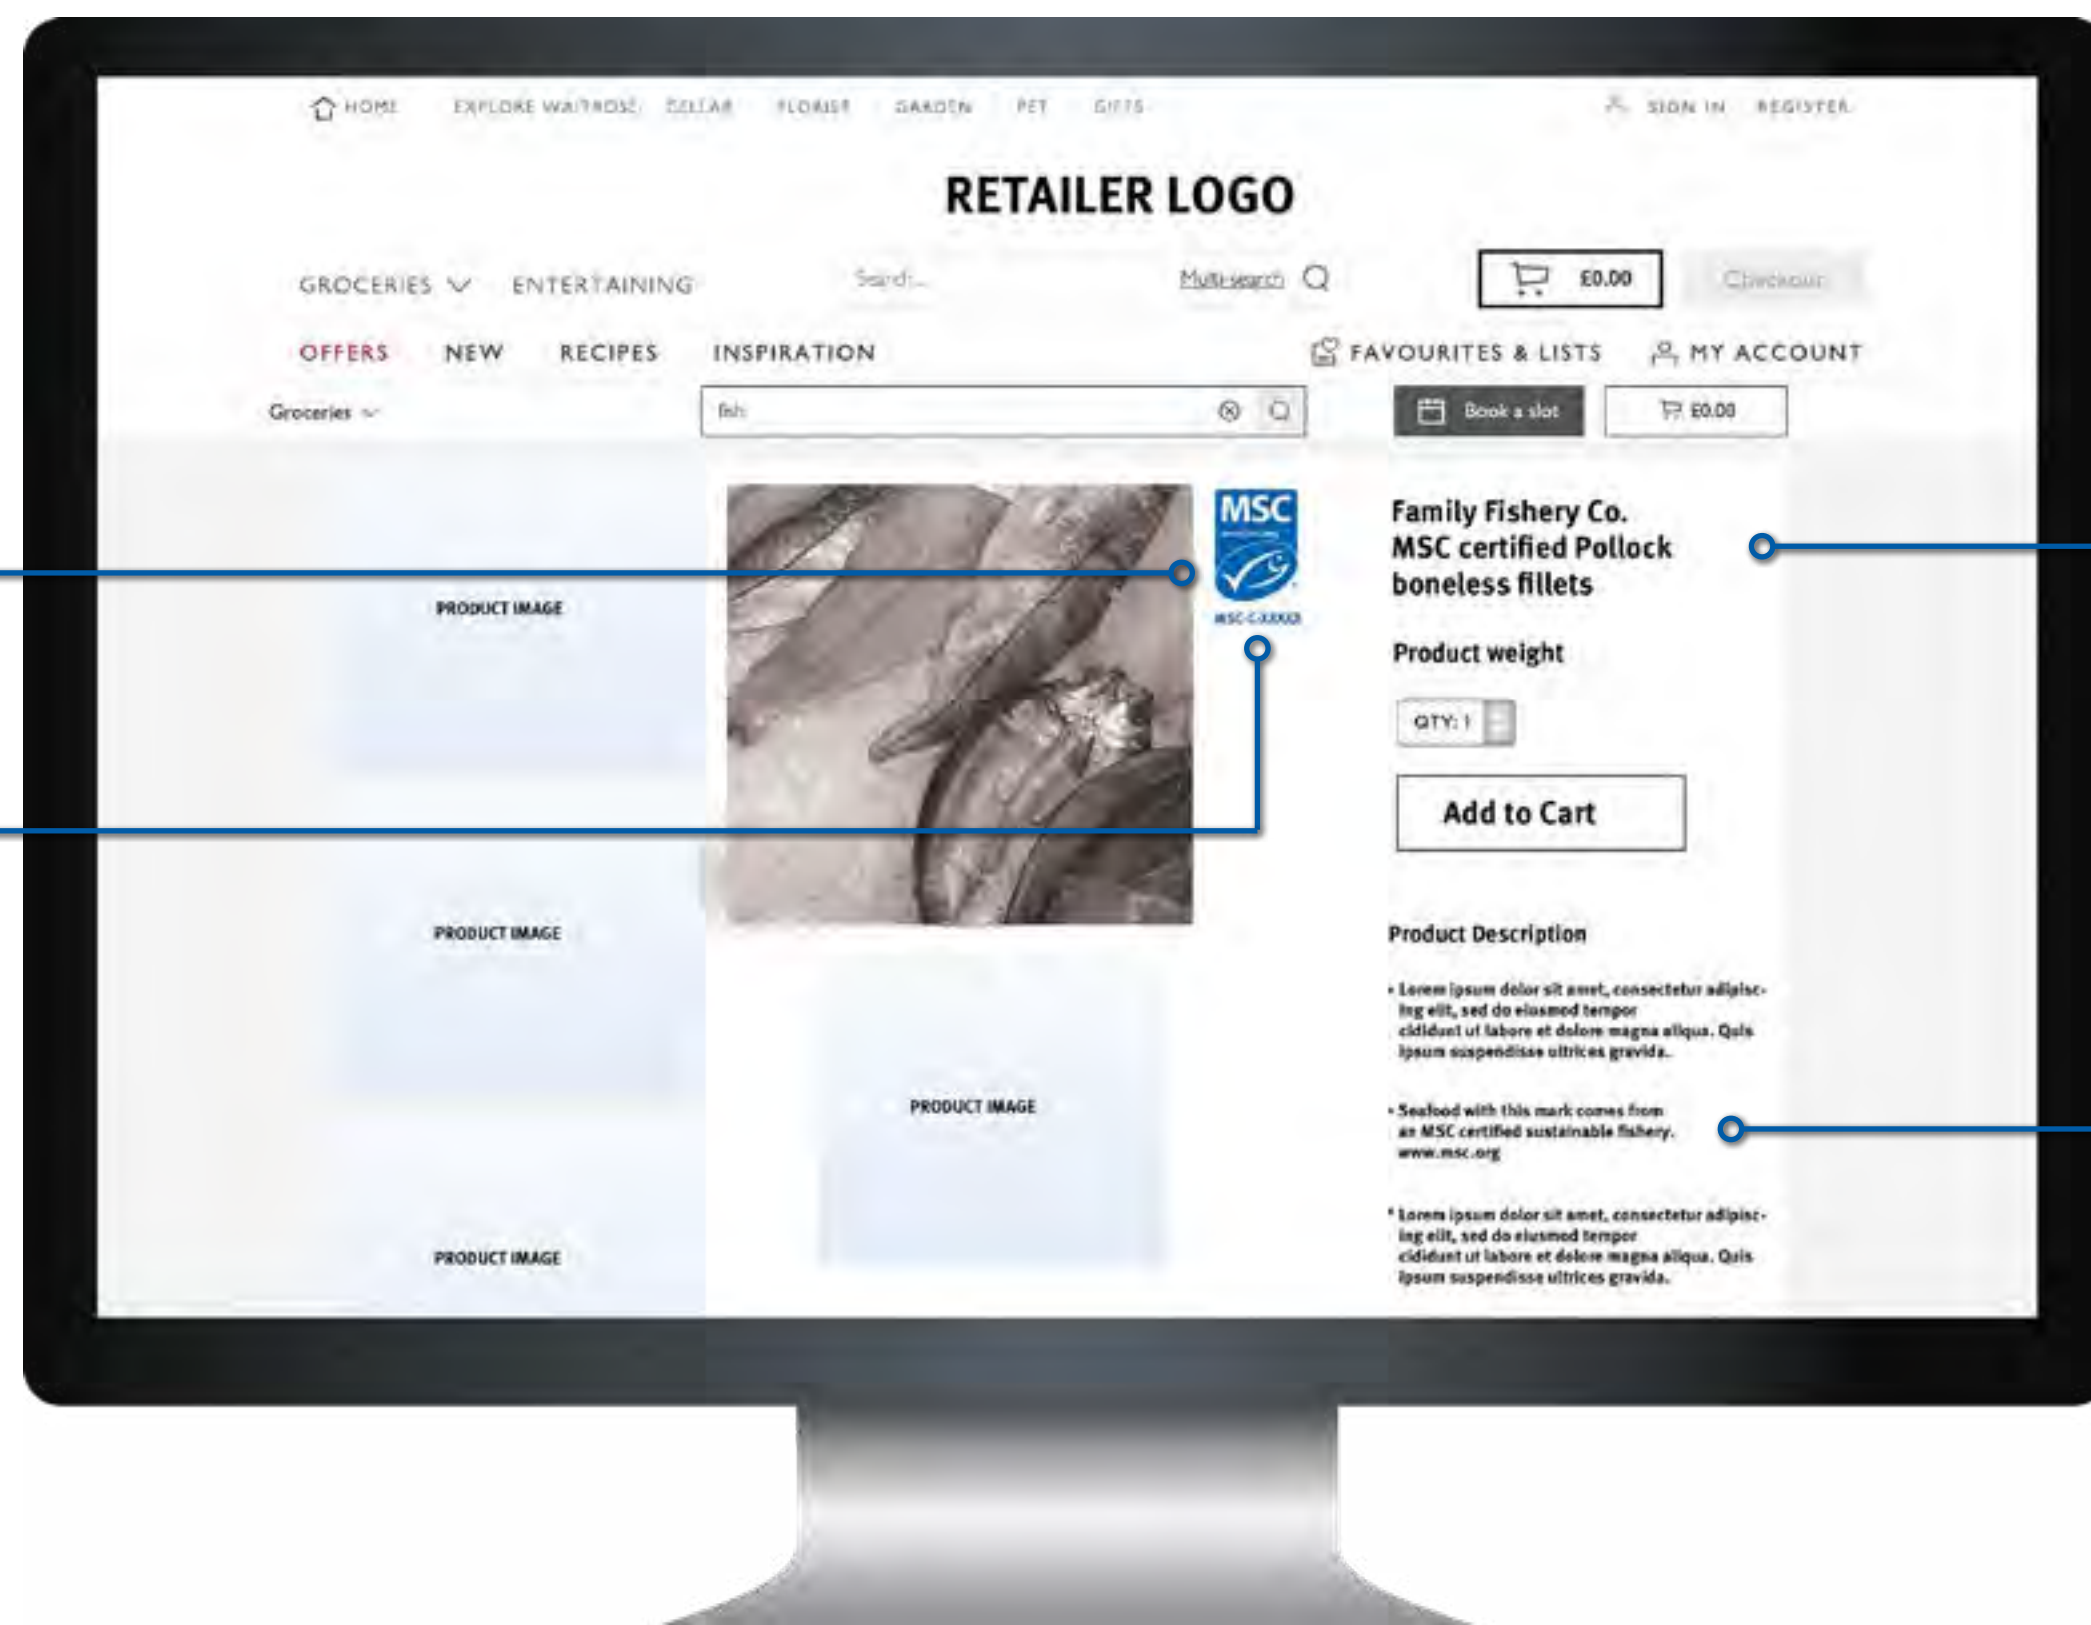 HOME EXPLORE WAITROSE CELLAR FLORIST GARDEN PET GIFTS SIGN IN REGISTER
RETAILER LOGO
GROCERIES ENTERTAINING Search... Multi-search £0.00 Checkout
OFFERS NEW RECIPES INSPIRATION FAVOURITES & LISTS MY ACCOUNT
Groceries fish Book a slot £0.00
MSC
MSC-C-XXXXX
PRODUCT IMAGE
PRODUCT IMAGE
PRODUCT IMAGE
PRODUCT IMAGE
Family Fishery Co.
MSC certified Pollock
boneless fillets
Product weight
QTY: 1
Add to Cart
Product Description
• Lorem ipsum dolor sit amet, consectetur adipisc-
ing elit, sed do eiusmod tempor
cididunt ut labore et dolore magna aliqua. Quis
ipsum suspendisse ultrices gravida.
• Seafood with this mark comes from
an MSC certified sustainable fishery.
www.msc.org
• Lorem ipsum dolor sit amet, consectetur adipisc-
ing elit, sed do eiusmod tempor
cididunt ut labore et dolore magna aliqua. Quis
ipsum suspendisse ultrices gravida.